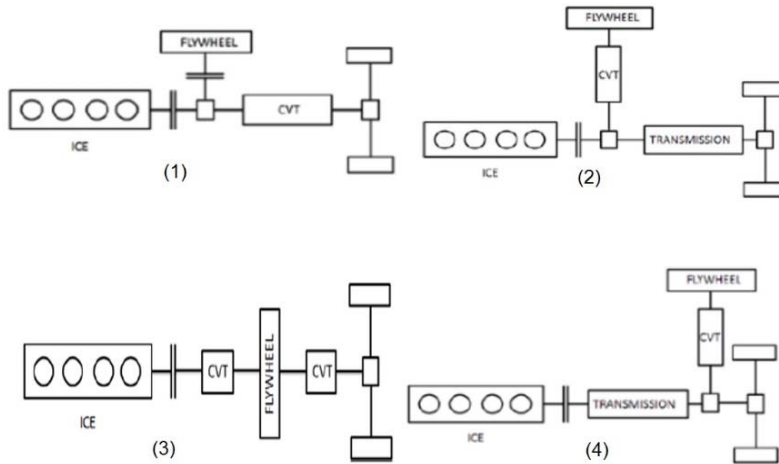 FLYWHEEL
CVT
ICE
(1)
FLYWHEEL
CVT
TRANSMISSION
ICE
(2)
CVT
FLYWHEEL
CVT
ICE
(3)
FLYWHEEL
CVT
TRANSMISSION
ICE
(4)